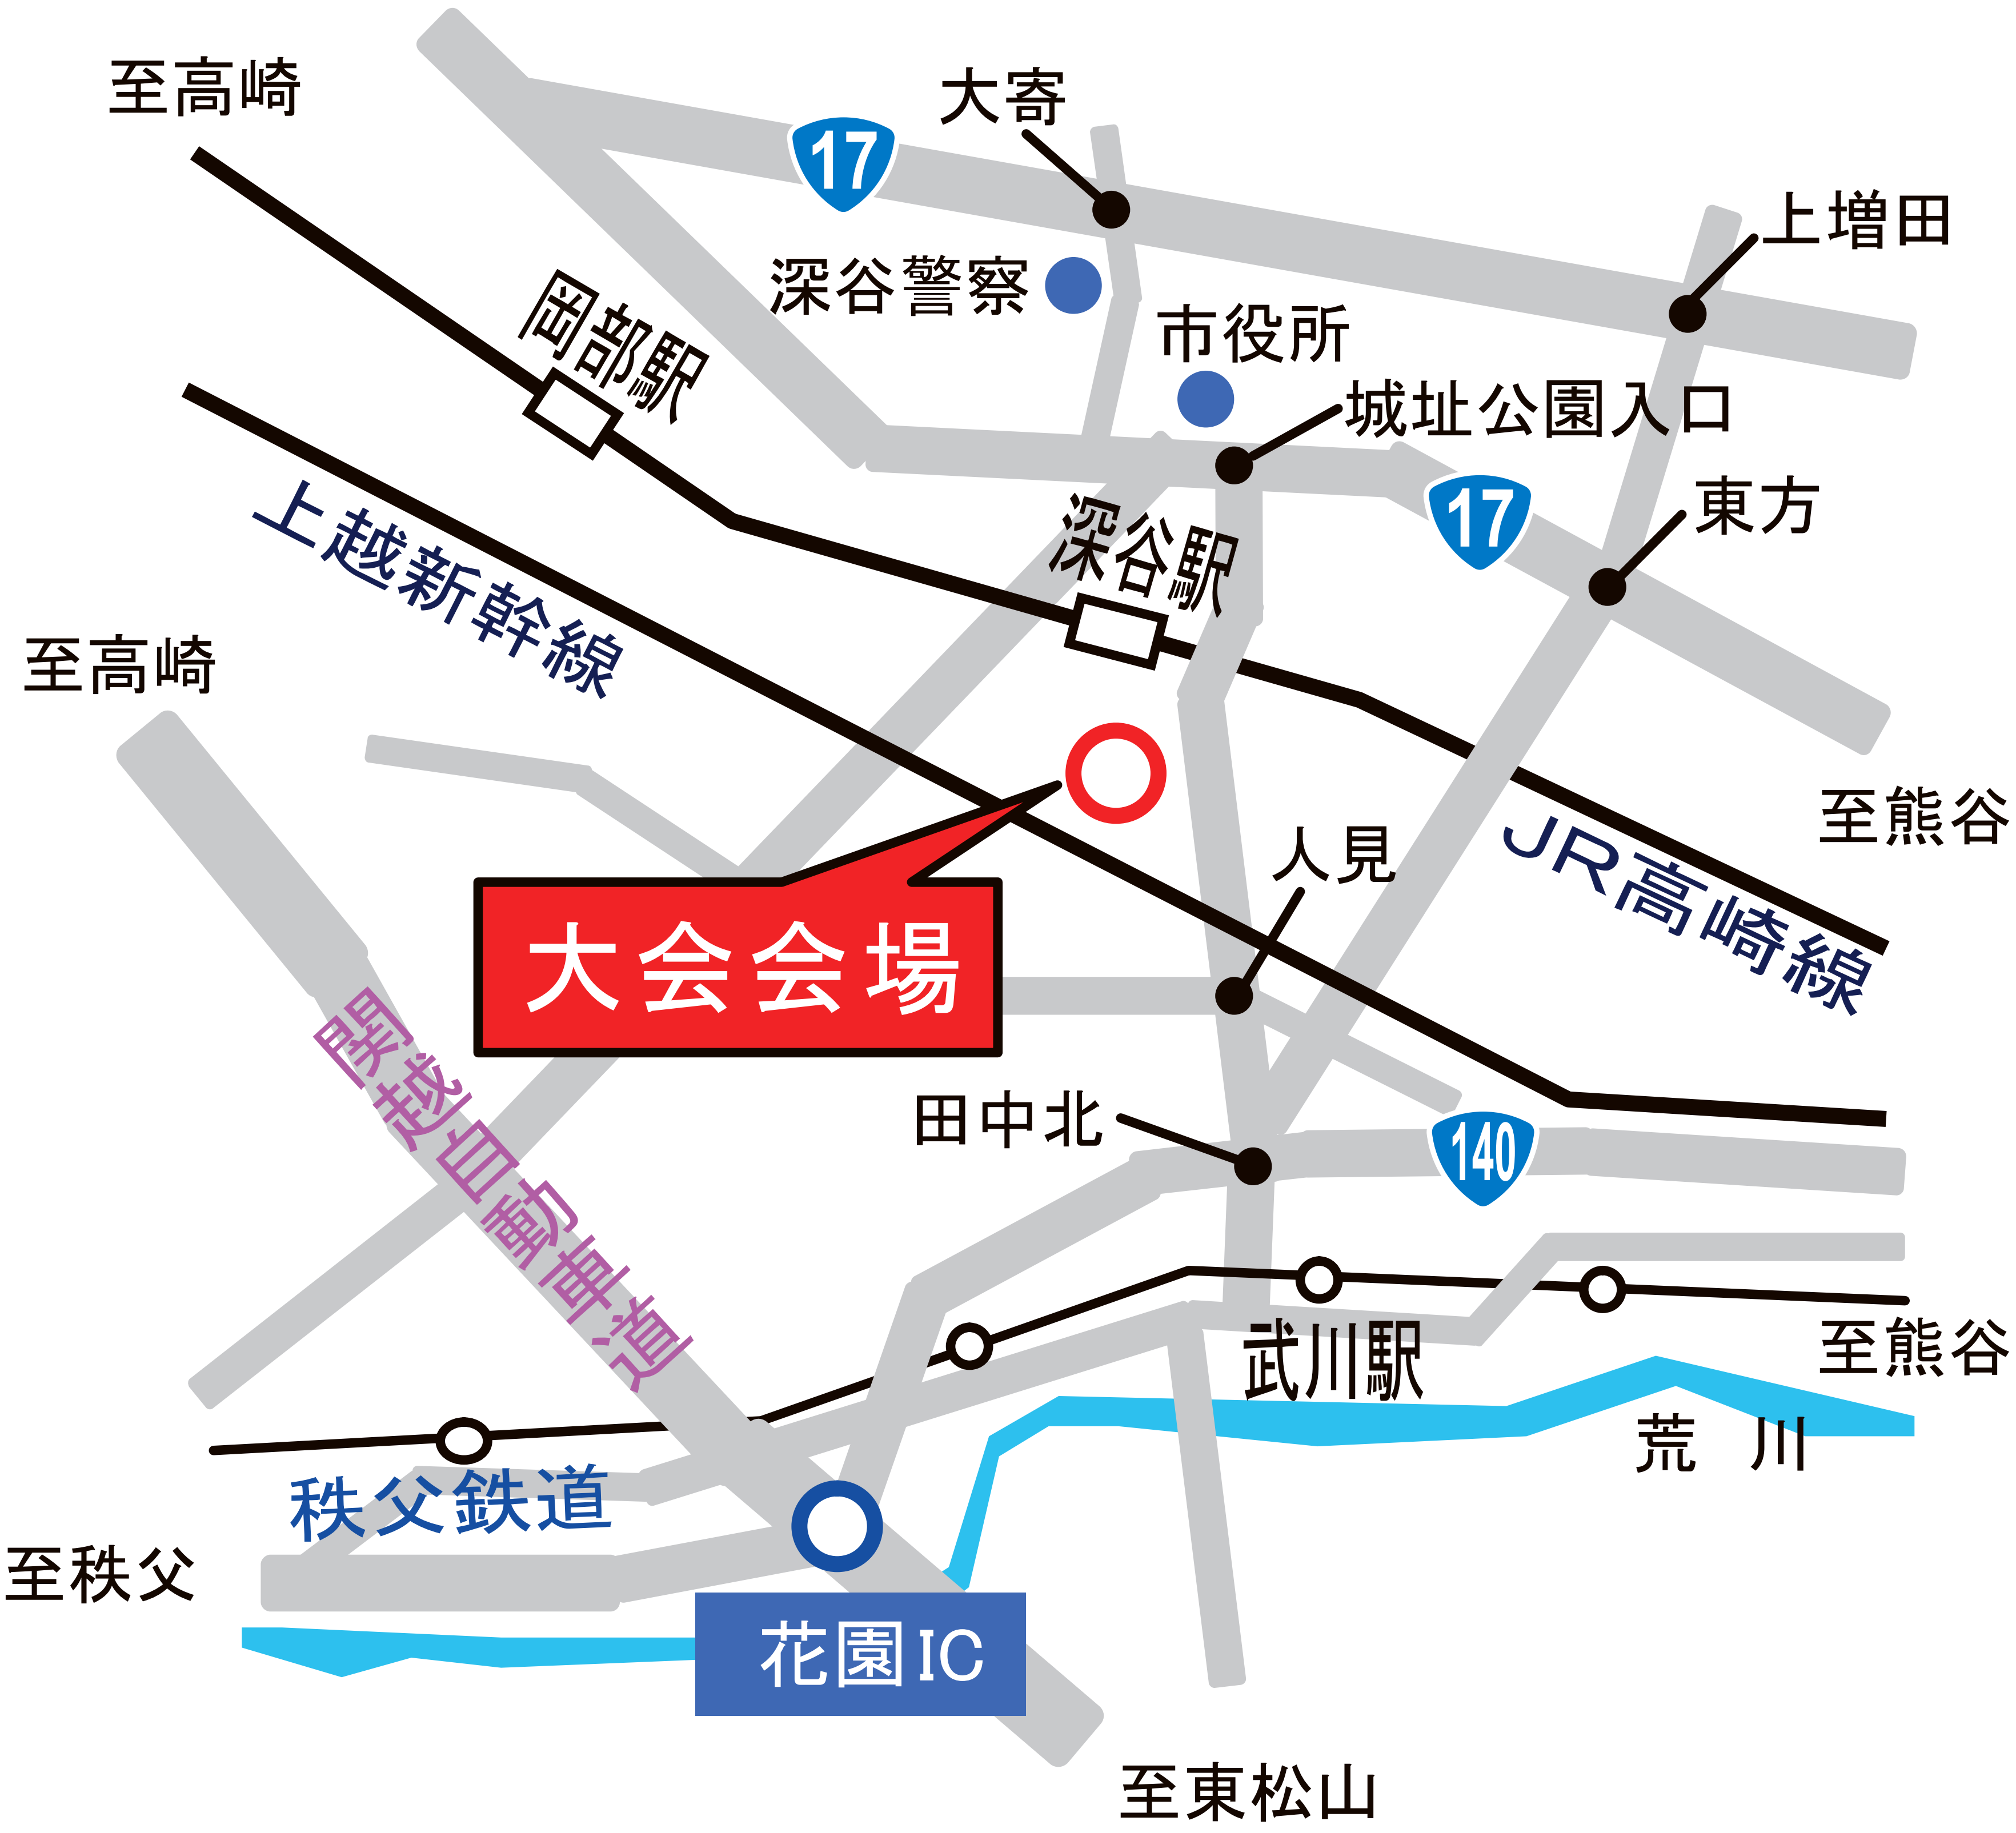 至高崎
大寄
17
上増田
深谷警察
岡部駅
市役所
城址公園入口
17
東方
深谷駅
上越新幹線
至高崎
至熊谷
人見
JR高崎線
大会会場
関越自動車道
田中北
140
武川駅
至熊谷
荒川
秩父鉄道
至秩父
花園IC
至東松山